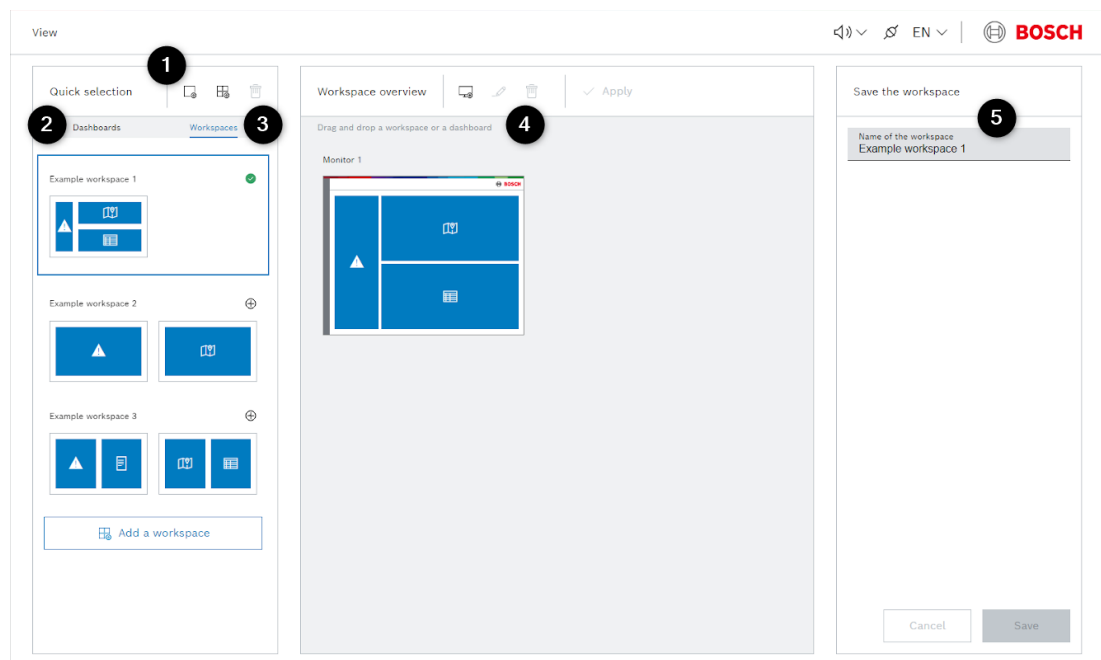 View
EN
BOSCH
1
Quick selection
Workspace overview
Apply
Save the workspace
2
Dashboards
Workspaces
3
Drag and drop a workspace or a dashboard
4
5
Name of the workspace
Example workspace 1
Example workspace 1
Monitor 1
BOSCH
Example workspace 2
Example workspace 3
Add a workspace
Cancel
Save